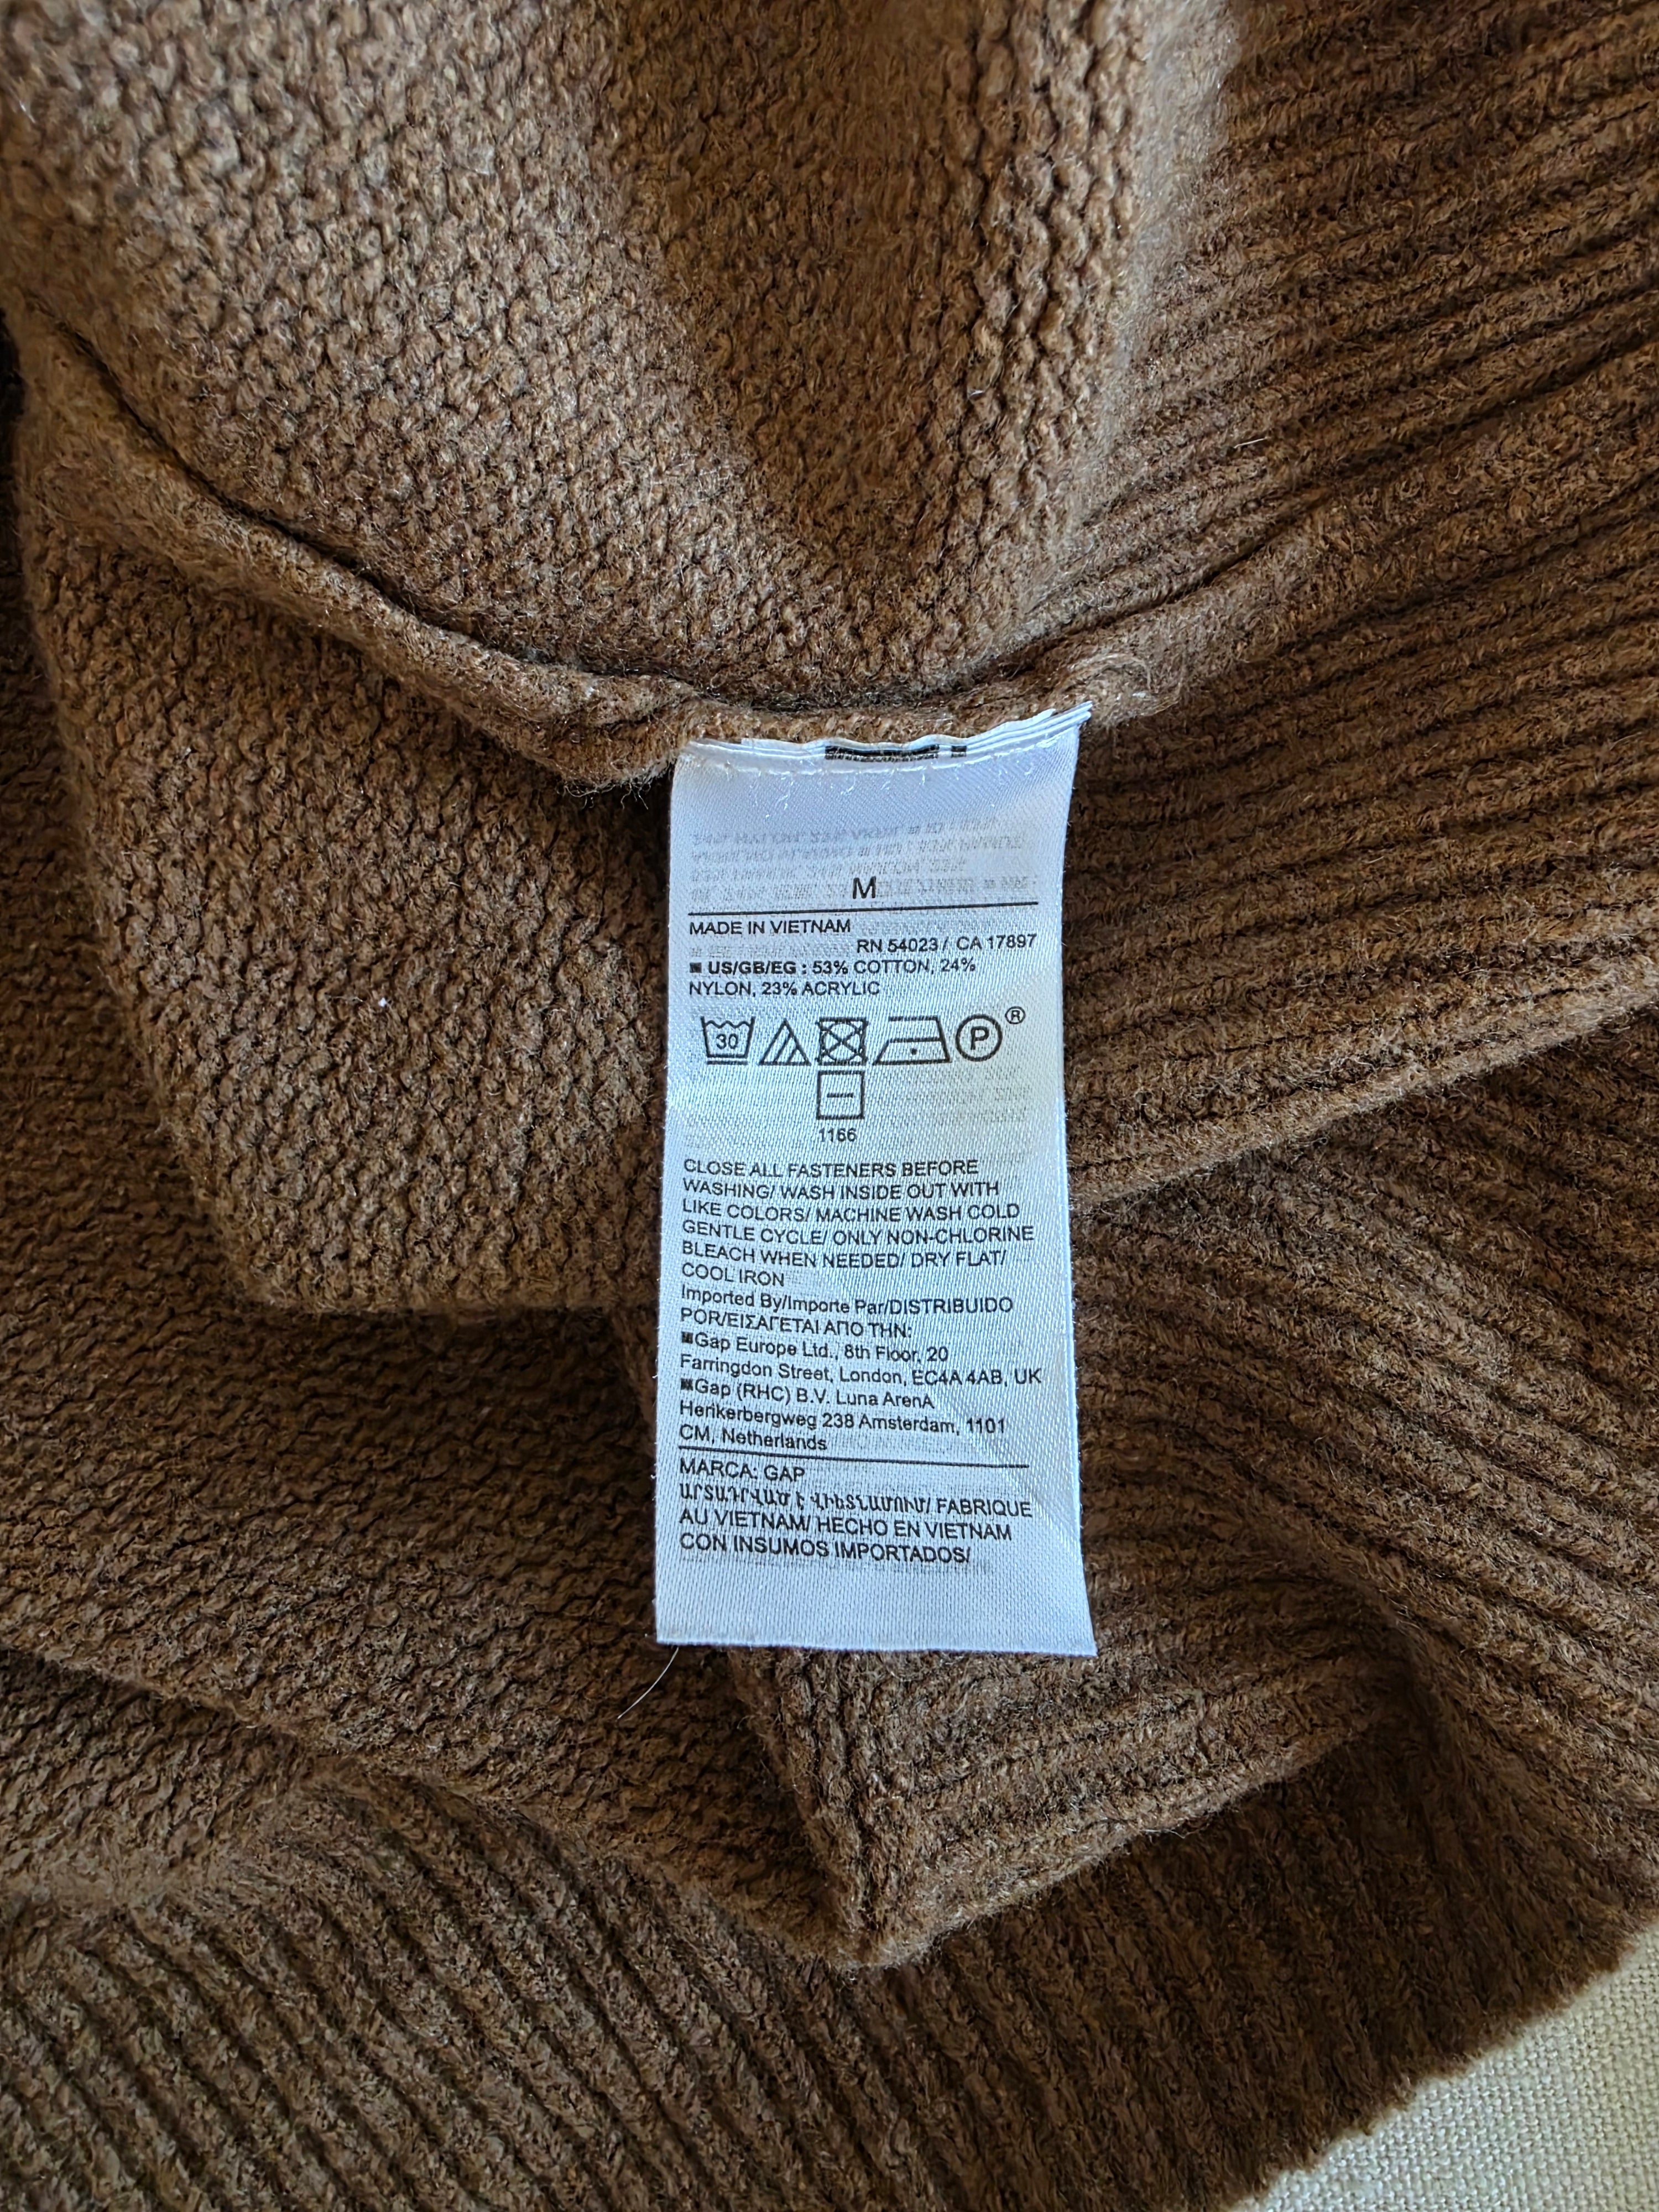 M
MADE IN VIETNAM
RN 54023 / CA 17897
US/GB/EG : 53% COTTON, 24%
NYLON, 23% ACRYLIC
30
P ®
1166
CLOSE ALL FASTENERS BEFORE
WASHING/ WASH INSIDE OUT WITH
LIKE COLORS/ MACHINE WASH COLD
GENTLE CYCLE/ ONLY NON-CHLORINE
BLEACH WHEN NEEDED/ DRY FLAT/
COOL IRON
Imported By/Importe Par/DISTRIBUIDO
POR/ΕΙΣΑΓΕΤΑΙ ΑΠΟ ΤΗΝ:
Gap Europe Ltd., 8th Floor, 20
Farringdon Street, London, EC4A 4AB, UK
Gap (RHC) B.V. Luna ArenA
Herikerbergweg 238 Amsterdam, 1101
CM, Netherlands
MARCA: GAP
ԱՐՏԱԴՐՎԱԾ Է ՎԻԵՏՆԱՄՈՒՄ/ FABRIQUE
AU VIETNAM/ HECHO EN VIETNAM
CON INSUMOS IMPORTADOS/